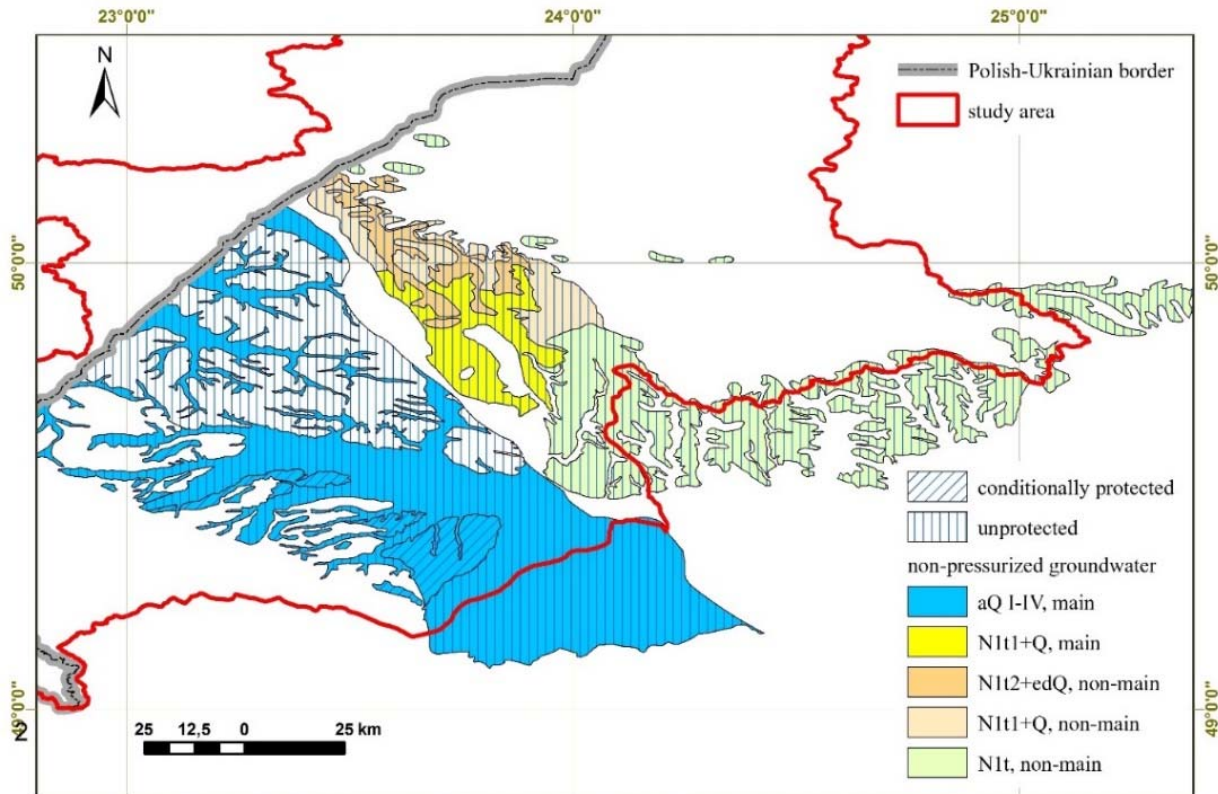 23°0'0" 24°0'0" 25°0'0"
N
Polish-Ukrainian border
study area
50°0'0" 50°0'0"
conditionally protected
unprotected
non-pressurized groundwater
aQ I-IV, main
N1t1+Q, main
N1t2+edQ, non-main
N1t1+Q, non-main
N1t, non-main
49°0'0" 49°0'0"
25 12,5 0 25 km